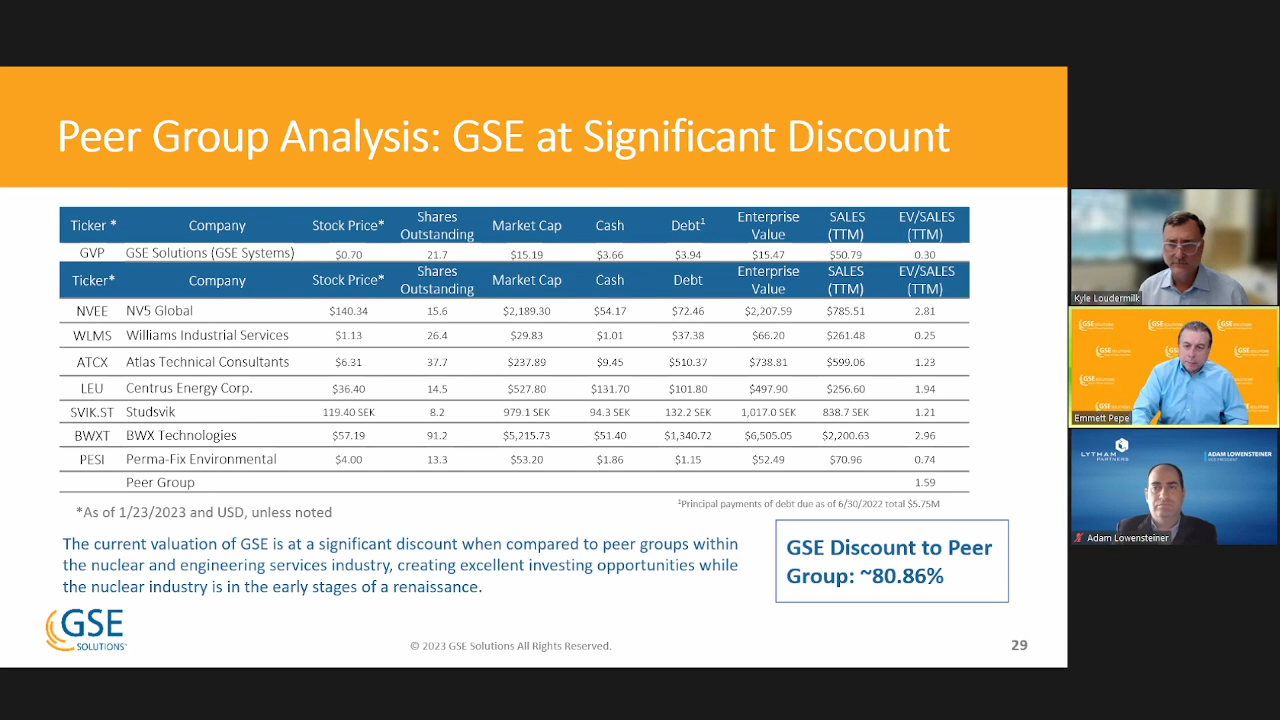 Peer Group Analysis: GSE at Significant Discount
Ticker * Company Stock Price* Shares Outstanding Market Cap Cash Debt¹ Enterprise Value SALES (TTM) EV/SALES (TTM)
GVP GSE Solutions (GSE Systems) $0.70 21.7 $15.19 $3.66 $3.94 $15.47 $50.79 0.30
Ticker* Company Stock Price* Shares Outstanding Market Cap Cash Debt Enterprise Value SALES (TTM) EV/SALES (TTM)
NVEE NV5 Global $140.34 15.6 $2,189.30 $54.17 $72.46 $2,207.59 $785.51 2.81
WLMS Williams Industrial Services $1.13 26.4 $29.83 $1.01 $37.38 $66.20 $261.48 0.25
ATCX Atlas Technical Consultants $6.31 37.7 $237.89 $9.45 $510.37 $738.81 $599.06 1.23
LEU Centrus Energy Corp. $36.40 14.5 $527.80 $131.70 $101.80 $497.90 $256.60 1.94
SVIK.ST Studsvik 119.40 SEK 8.2 979.1 SEK 94.3 SEK 132.2 SEK 1,017.0 SEK 838.7 SEK 1.21
BWXT BWX Technologies $57.19 91.2 $5,215.73 $51.40 $1,340.72 $6,505.05 $2,200.63 2.96
PESI Perma-Fix Environmental $4.00 13.3 $53.20 $1.86 $1.15 $52.49 $70.96 0.74
Peer Group 1.59
*As of 1/23/2023 and USD, unless noted
¹Principal payments of debt due as of 6/30/2022 total $5.75M
The current valuation of GSE is at a significant discount when compared to peer groups within
the nuclear and engineering services industry, creating excellent investing opportunities while
the nuclear industry is in the early stages of a renaissance.
GSE Discount to Peer
Group: ~80.86%
GSE
SOLUTIONS
© 2023 GSE Solutions All Rights Reserved.
29
Kyle Loudermilk
GSE SOLUTIONS
Emmett Pepe
LYTHAM
PARTNERS
ADAM LOWENSTEINER
VICE PRESIDENT
Adam Lowensteiner